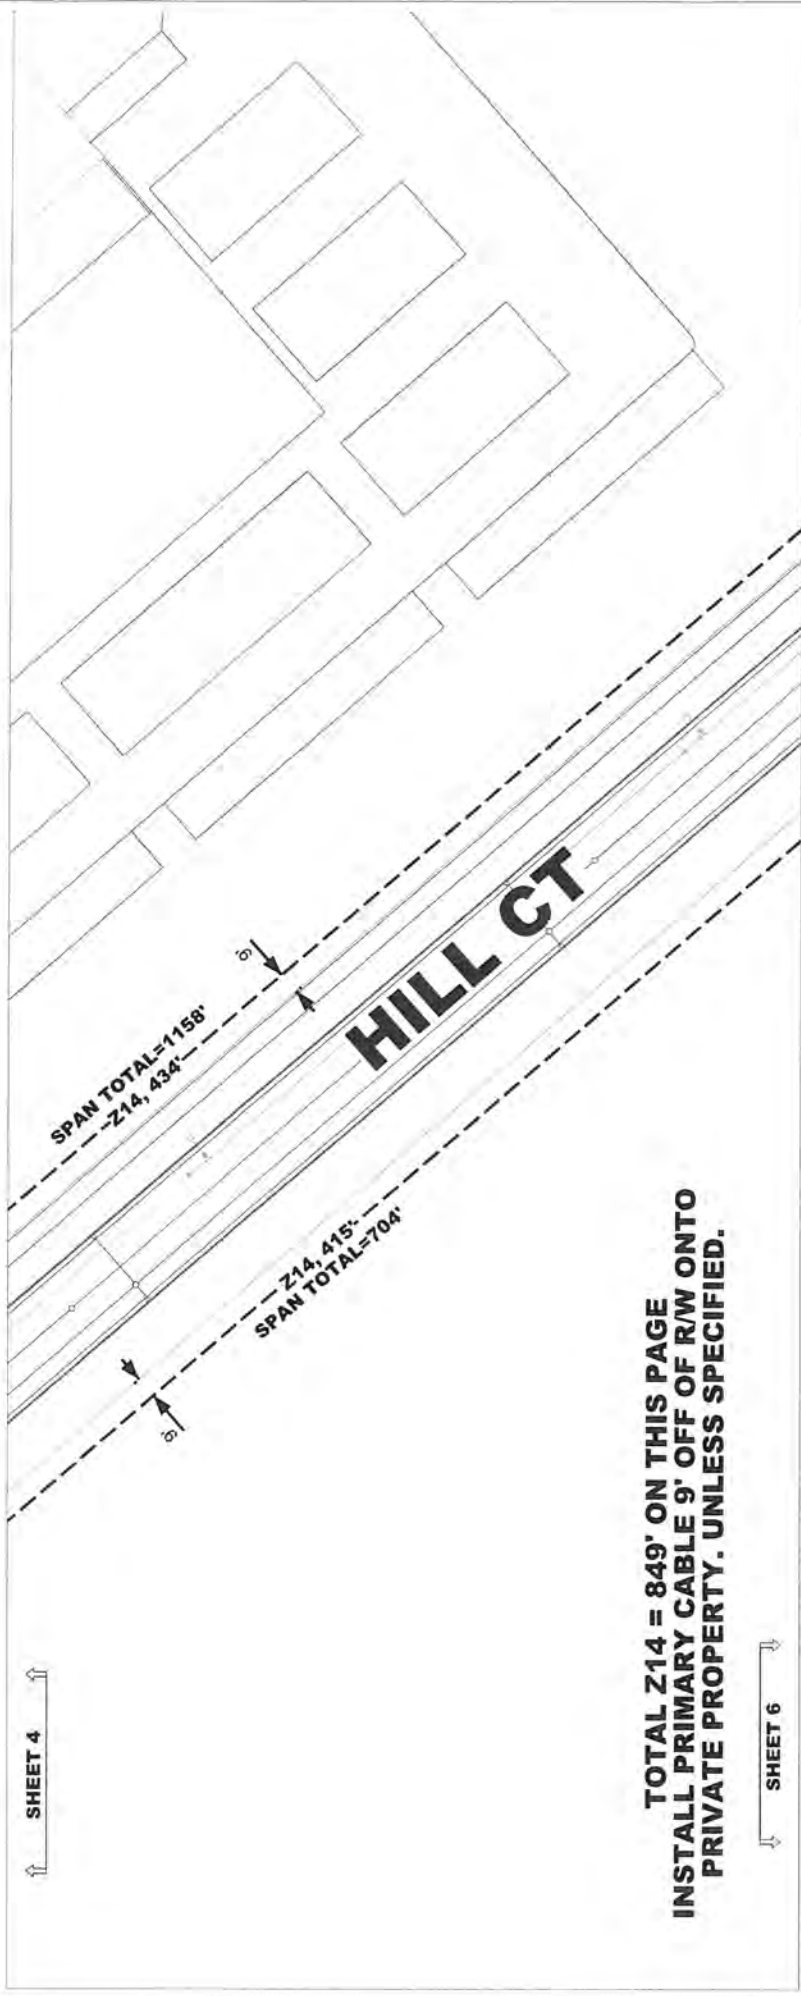 SHEET 4
SPAN TOTAL=1158'
Z14, 434'
9'
HILL CT
9'
Z14, 415'
SPAN TOTAL=704'
TOTAL Z14 = 849' ON THIS PAGE
INSTALL PRIMARY CABLE 9' OFF OF R/W ONTO
PRIVATE PROPERTY. UNLESS SPECIFIED.
SHEET 6